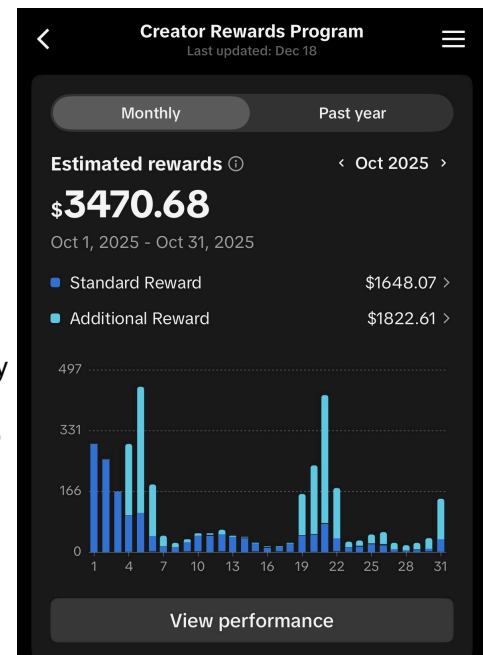 Creator Rewards Program
Last updated: Dec 18
Monthly Past year
Estimated rewards
< Oct 2025 >
$3470.68
Oct 1, 2025 - Oct 31, 2025
Standard Reward $1648.07 >
Additional Reward $1822.61 >
497
331
166
0
1 4 7 10 13 16 19 22 25 28 31
View performance
y